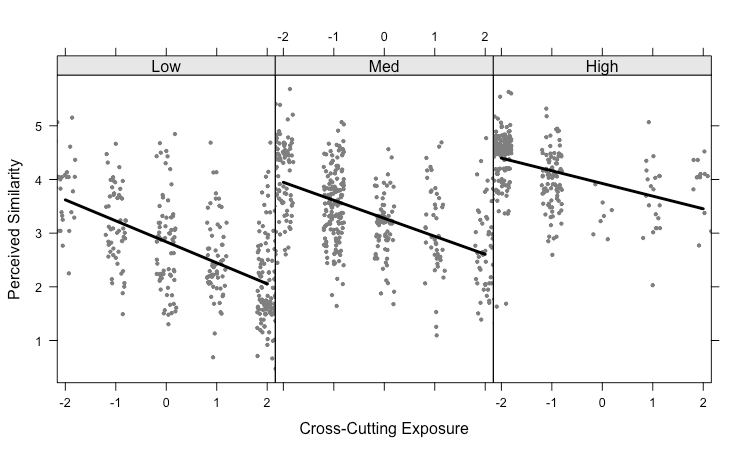 -2 -1 0 1 2
Low Med High
Perceived Similarity
5
4
3
2
1
-2 -1 0 1 2 -2 -1 0 1 2
Cross-Cutting Exposure